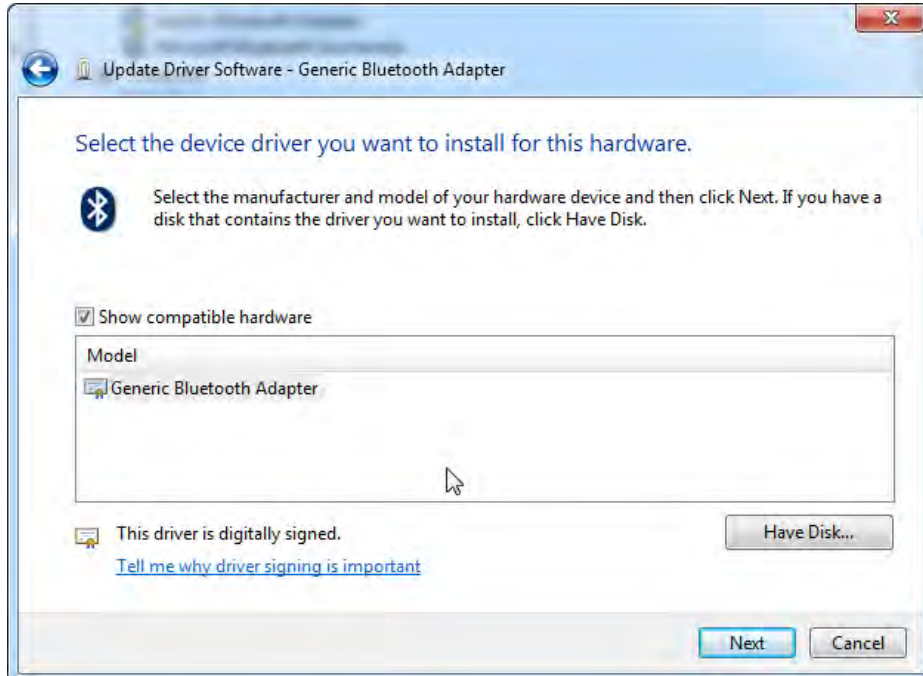 Update Driver Software - Generic Bluetooth Adapter
Select the device driver you want to install for this hardware.
Select the manufacturer and model of your hardware device and then click Next. If you have a
disk that contains the driver you want to install, click Have Disk.
Show compatible hardware
Model
Generic Bluetooth Adapter
This driver is digitally signed.
Have Disk...
Tell me why driver signing is important
Next
Cancel